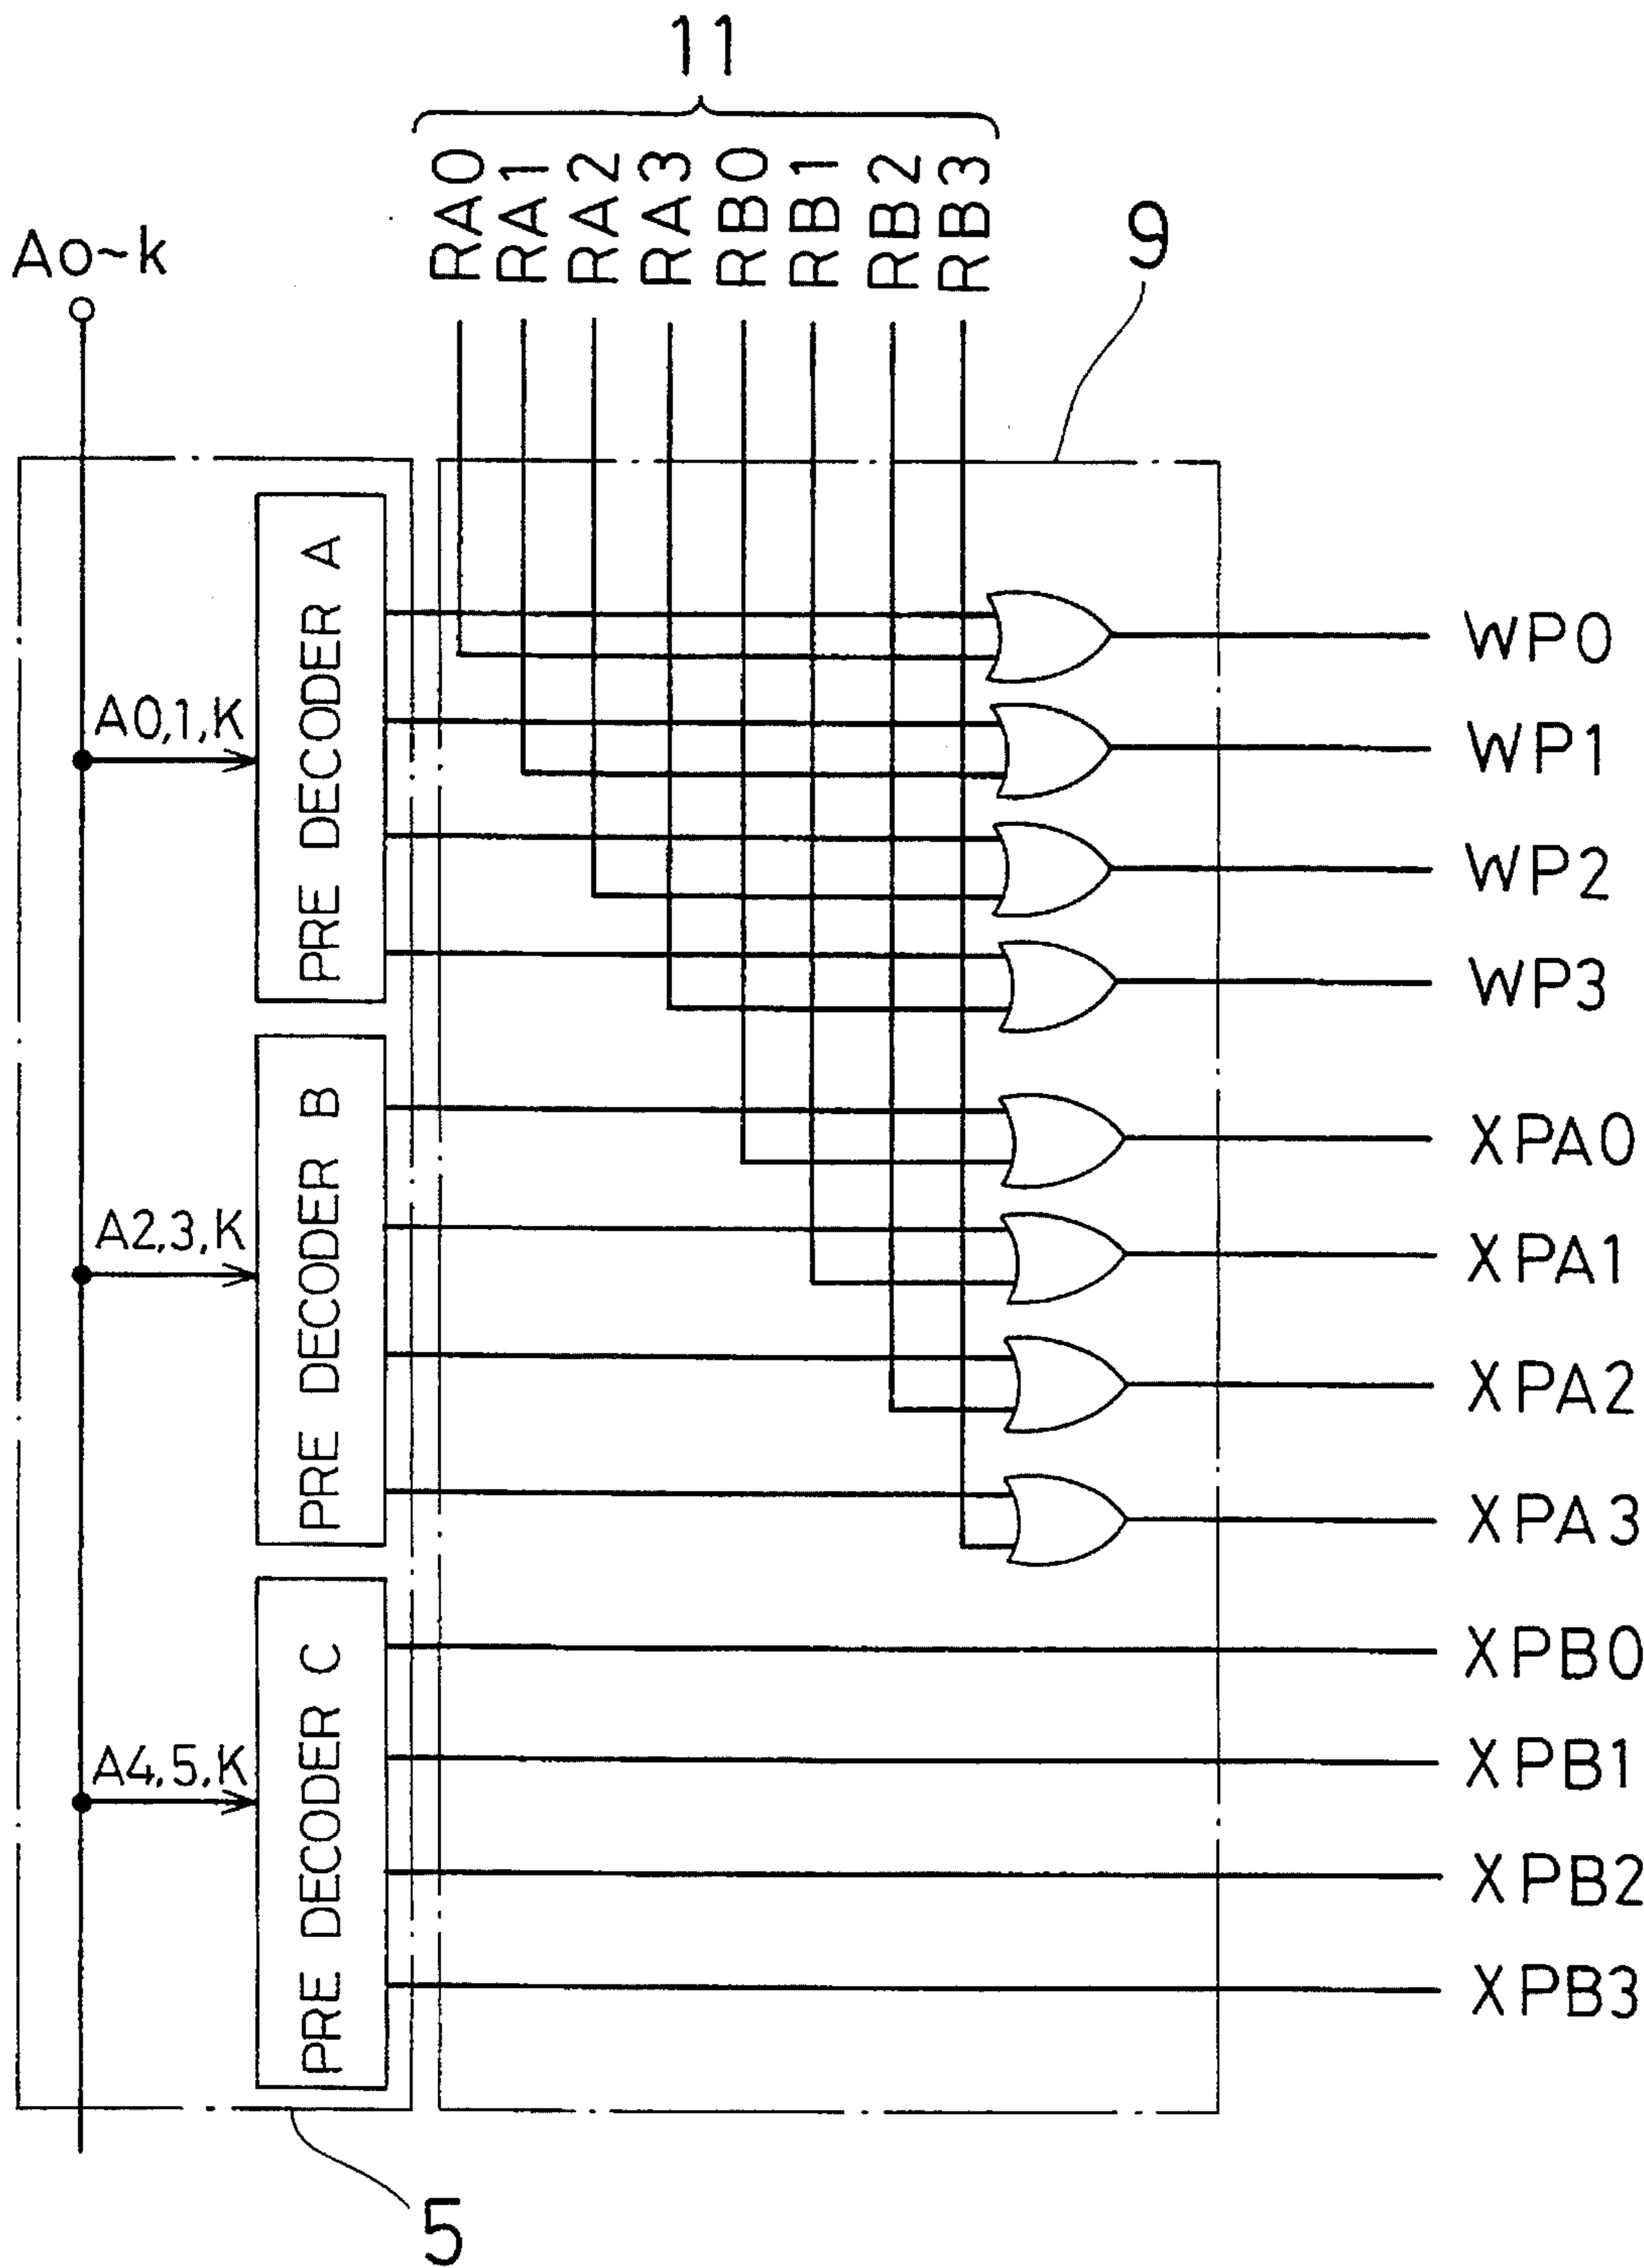 11
RA0
RA1
RA2
RA3
RB0
RB1
RB2
RB3
9
Ao~k
PRE DECODER A
A0,1,K
WP0
WP1
WP2
WP3
PRE DECODER B
A2,3,K
XPA0
XPA1
XPA2
XPA3
PRE DECODER C
A4,5,K
XPB0
XPB1
XPB2
XPB3
5